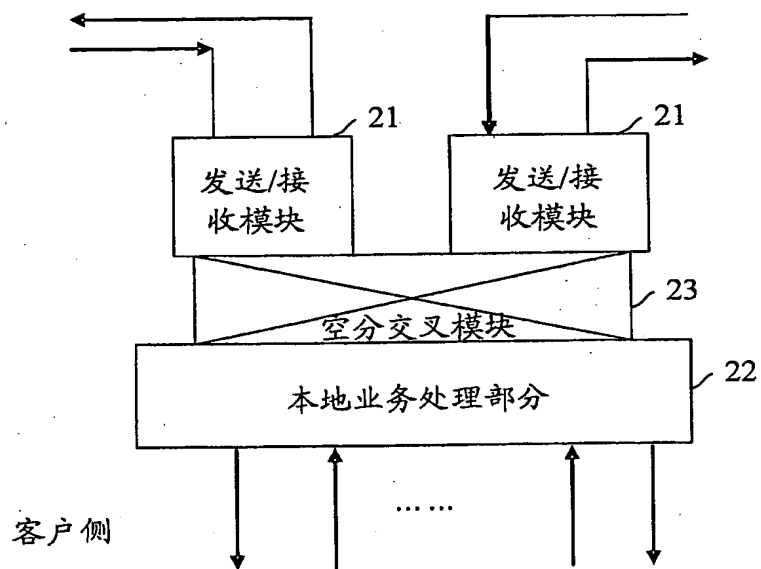 21
21
发送/接
收模块
发送/接
收模块
23
空分交叉模块
22
本地业务处理部分
……
客户侧